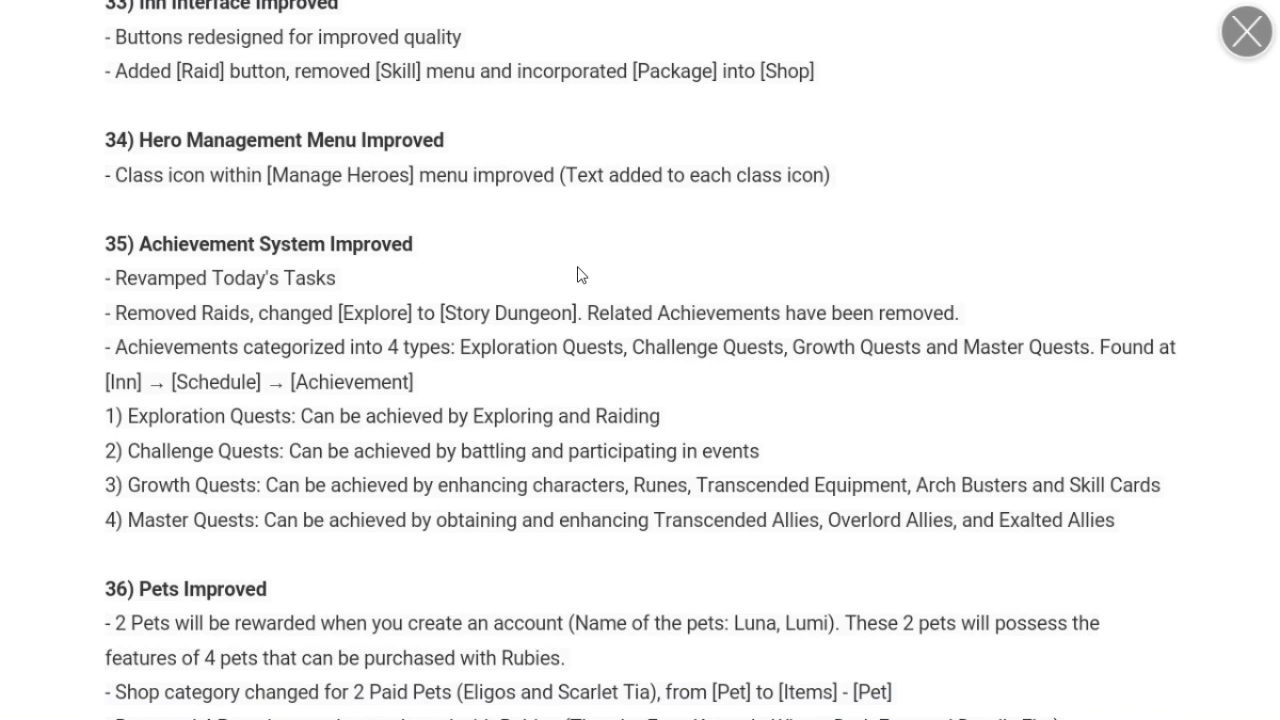 33) Inn Interface Improved
- Buttons redesigned for improved quality
- Added [Raid] button, removed [Skill] menu and incorporated [Package] into [Shop]
34) Hero Management Menu Improved
- Class icon within [Manage Heroes] menu improved (Text added to each class icon)
35) Achievement System Improved
- Revamped Today's Tasks
- Removed Raids, changed [Explore] to [Story Dungeon]. Related Achievements have been removed.
- Achievements categorized into 4 types: Exploration Quests, Challenge Quests, Growth Quests and Master Quests. Found at
[Inn] → [Schedule] → [Achievement]
1) Exploration Quests: Can be achieved by Exploring and Raiding
2) Challenge Quests: Can be achieved by battling and participating in events
3) Growth Quests: Can be achieved by enhancing characters, Runes, Transcended Equipment, Arch Busters and Skill Cards
4) Master Quests: Can be achieved by obtaining and enhancing Transcended Allies, Overlord Allies, and Exalted Allies
36) Pets Improved
- 2 Pets will be rewarded when you create an account (Name of the pets: Luna, Lumi). These 2 pets will possess the
features of 4 pets that can be purchased with Rubies.
- Shop category changed for 2 Paid Pets (Eligos and Scarlet Tia), from [Pet] to [Items] - [Pet]